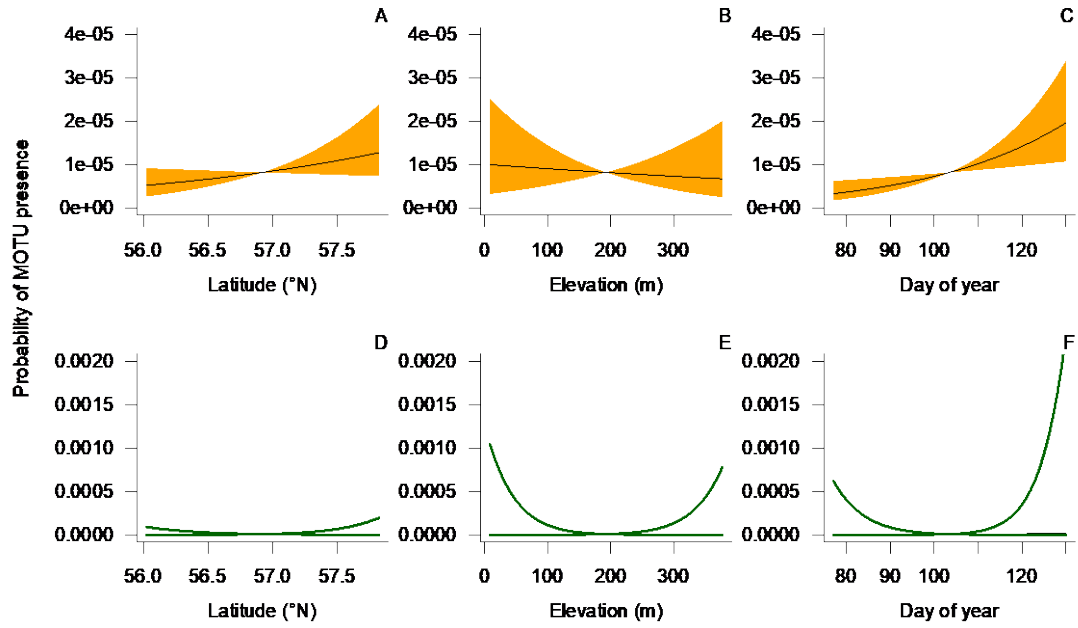 Probability of MOTU presence
A
4e-05
3e-05
2e-05
1e-05
0e+00
56.0 56.5 57.0 57.5
Latitude (°N)
B
4e-05
3e-05
2e-05
1e-05
0e+00
0 100 200 300
Elevation (m)
C
4e-05
3e-05
2e-05
1e-05
0e+00
80 90 100 120
Day of year
D
0.0020
0.0015
0.0010
0.0005
0.0000
56.0 56.5 57.0 57.5
Latitude (°N)
E
0.0020
0.0015
0.0010
0.0005
0.0000
0 100 200 300
Elevation (m)
F
0.0020
0.0015
0.0010
0.0005
0.0000
80 90 100 120
Day of year